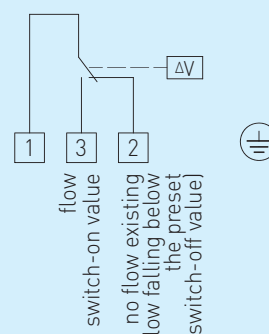 ΔV
1
3
2
flow
switch-on value
no flow existing
low falling below
the preset
switch-off value)